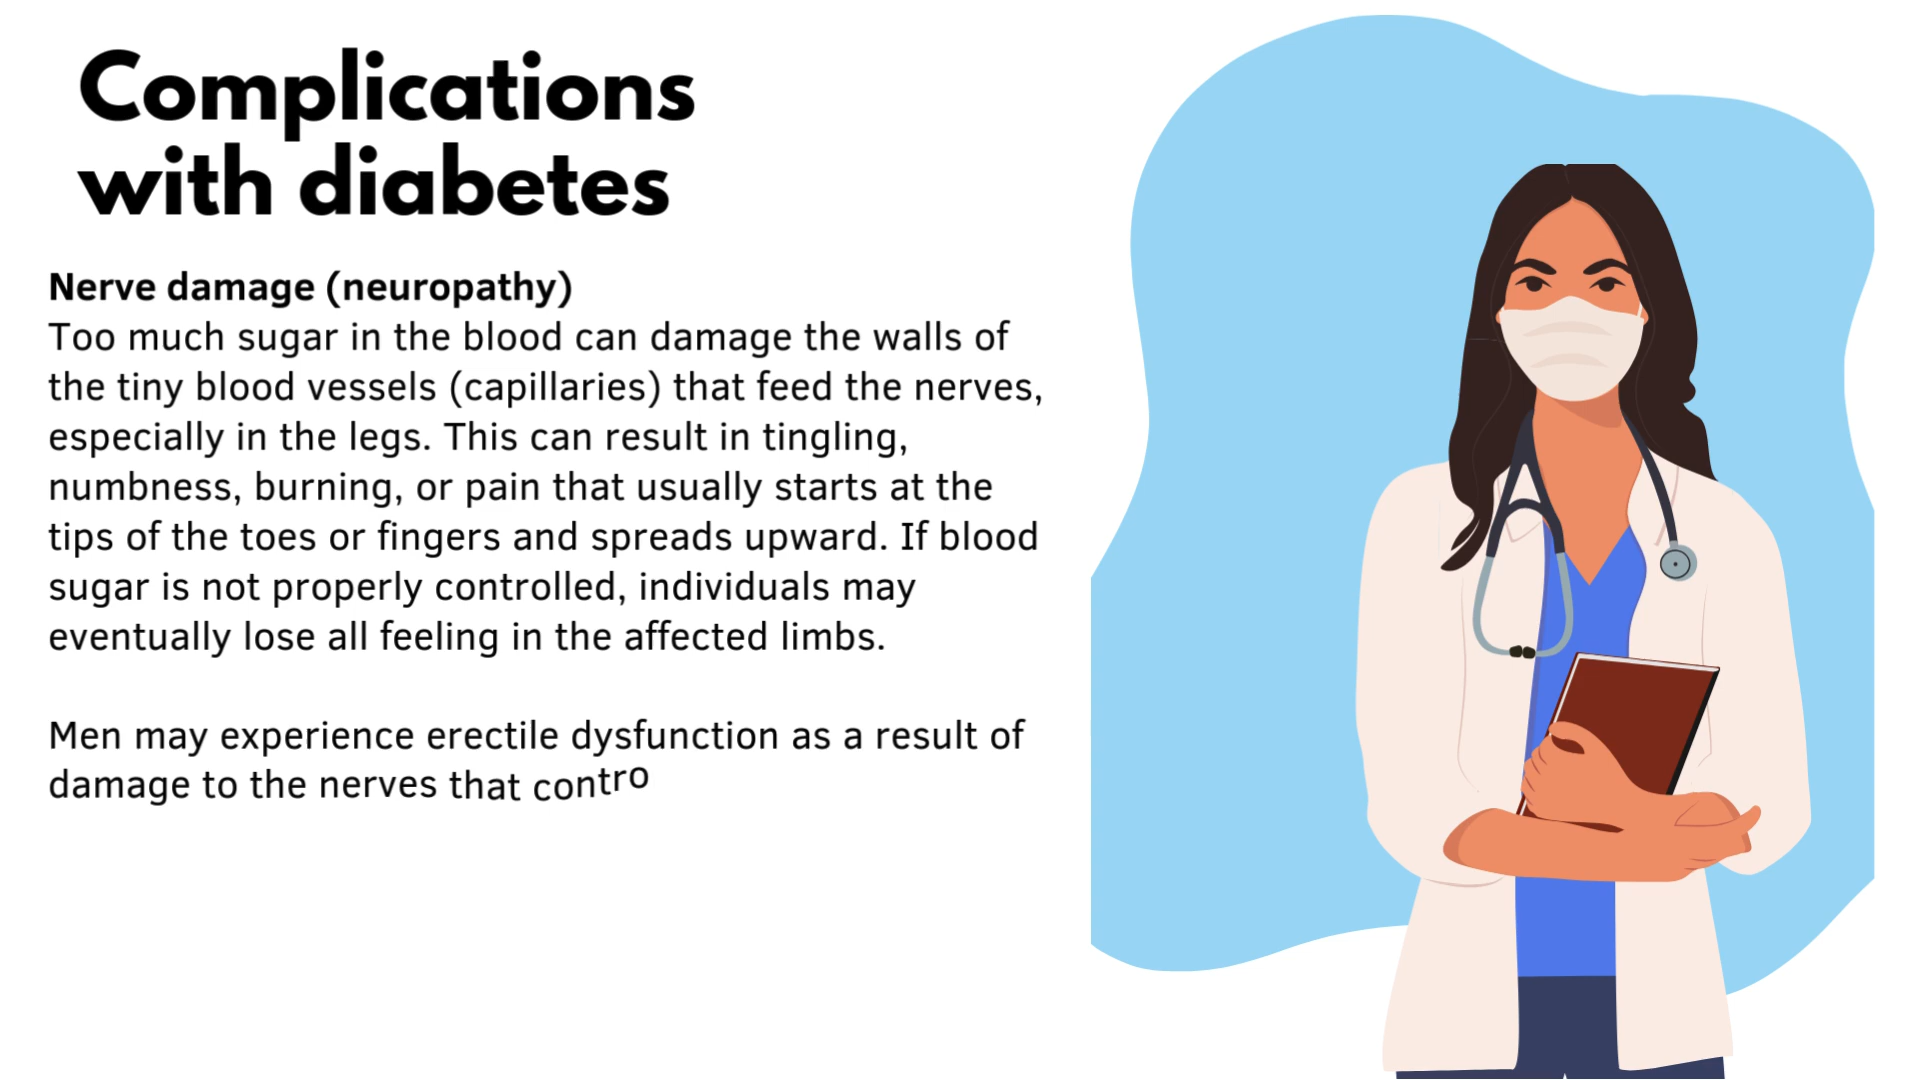 Complications
with diabetes
Nerve damage (neuropathy)
Too much sugar in the blood can damage the walls of
the tiny blood vessels (capillaries) that feed the nerves,
especially in the legs. This can result in tingling,
numbness, burning, or pain that usually starts at the
tips of the toes or fingers and spreads upward. If blood
sugar is not properly controlled, individuals may
eventually lose all feeling in the affected limbs.
Men may experience erectile dysfunction as a result of
damage to the nerves that contro